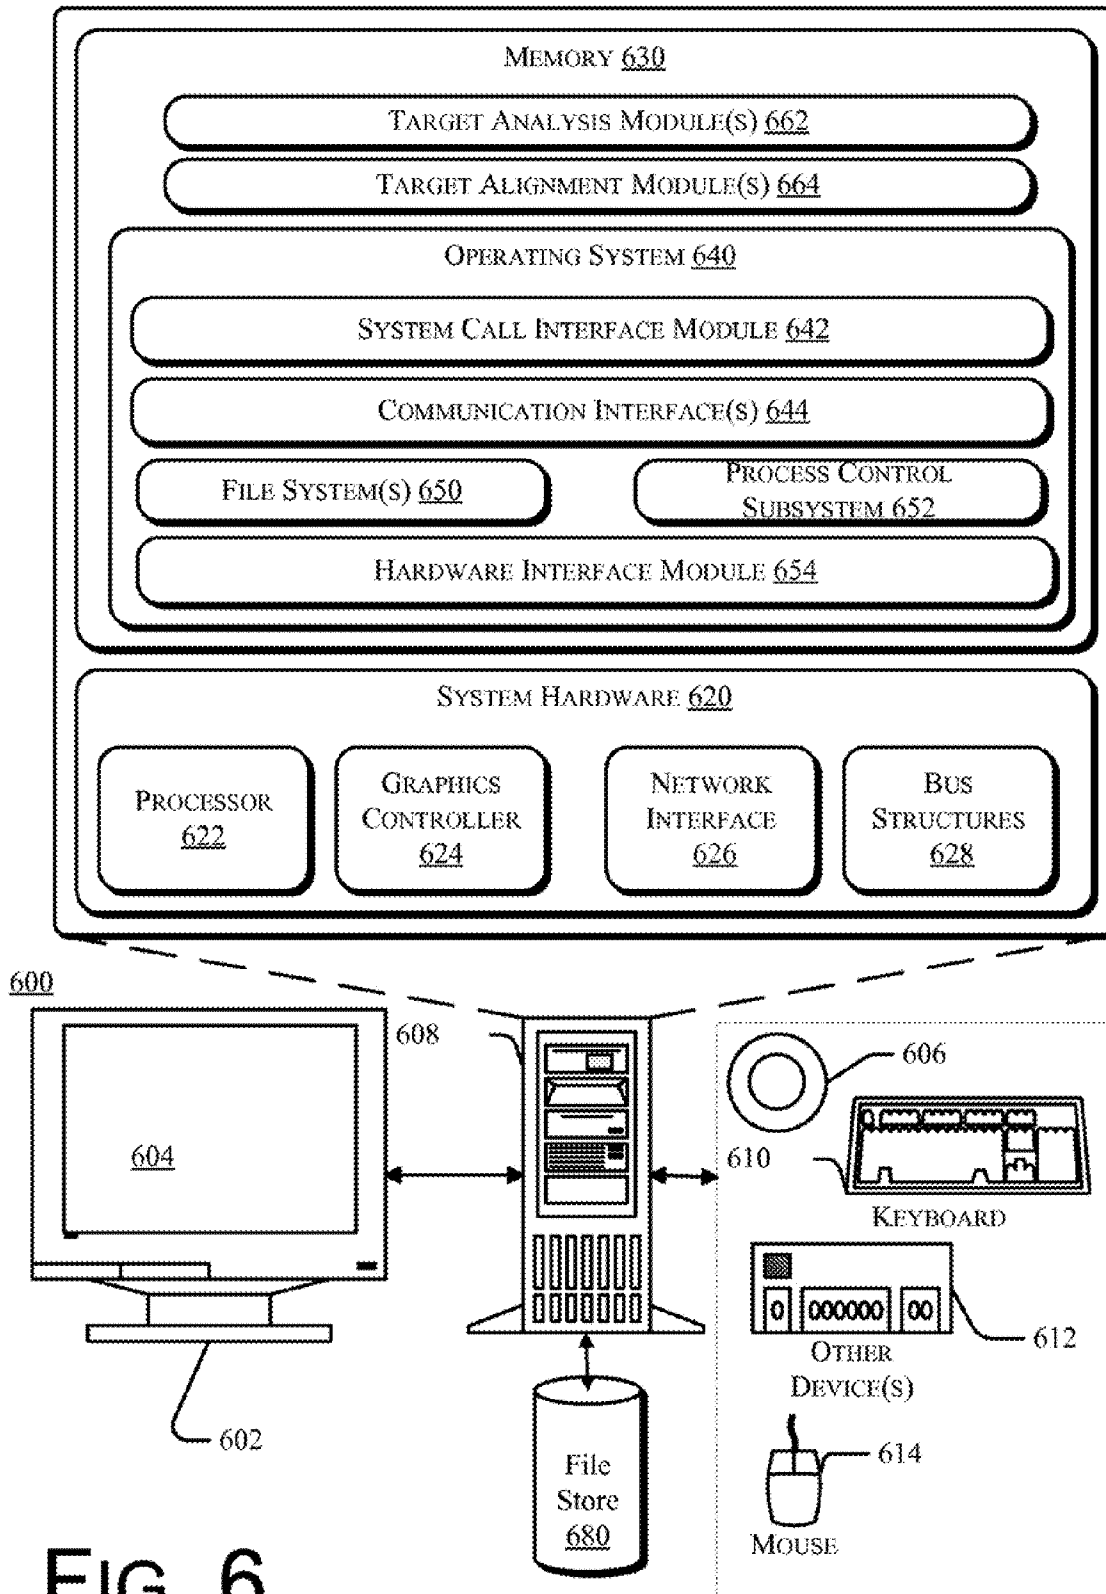 MEMORY 630
TARGET ANALYSIS MODULE(S) 662
TARGET ALIGNMENT MODULE(S) 664
OPERATING SYSTEM 640
SYSTEM CALL INTERFACE MODULE 642
COMMUNICATION INTERFACE(S) 644
FILE SYSTEM(S) 650
PROCESS CONTROL
SUBSYSTEM 652
HARDWARE INTERFACE MODULE 654
SYSTEM HARDWARE 620
PROCESSOR
622
GRAPHICS
CONTROLLER
624
NETWORK
INTERFACE
626
BUS
STRUCTURES
628
600
608
606
604
610
KEYBOARD
612
OTHER
DEVICE(S)
602
614
File
Store
680
MOUSE
FIG. 6